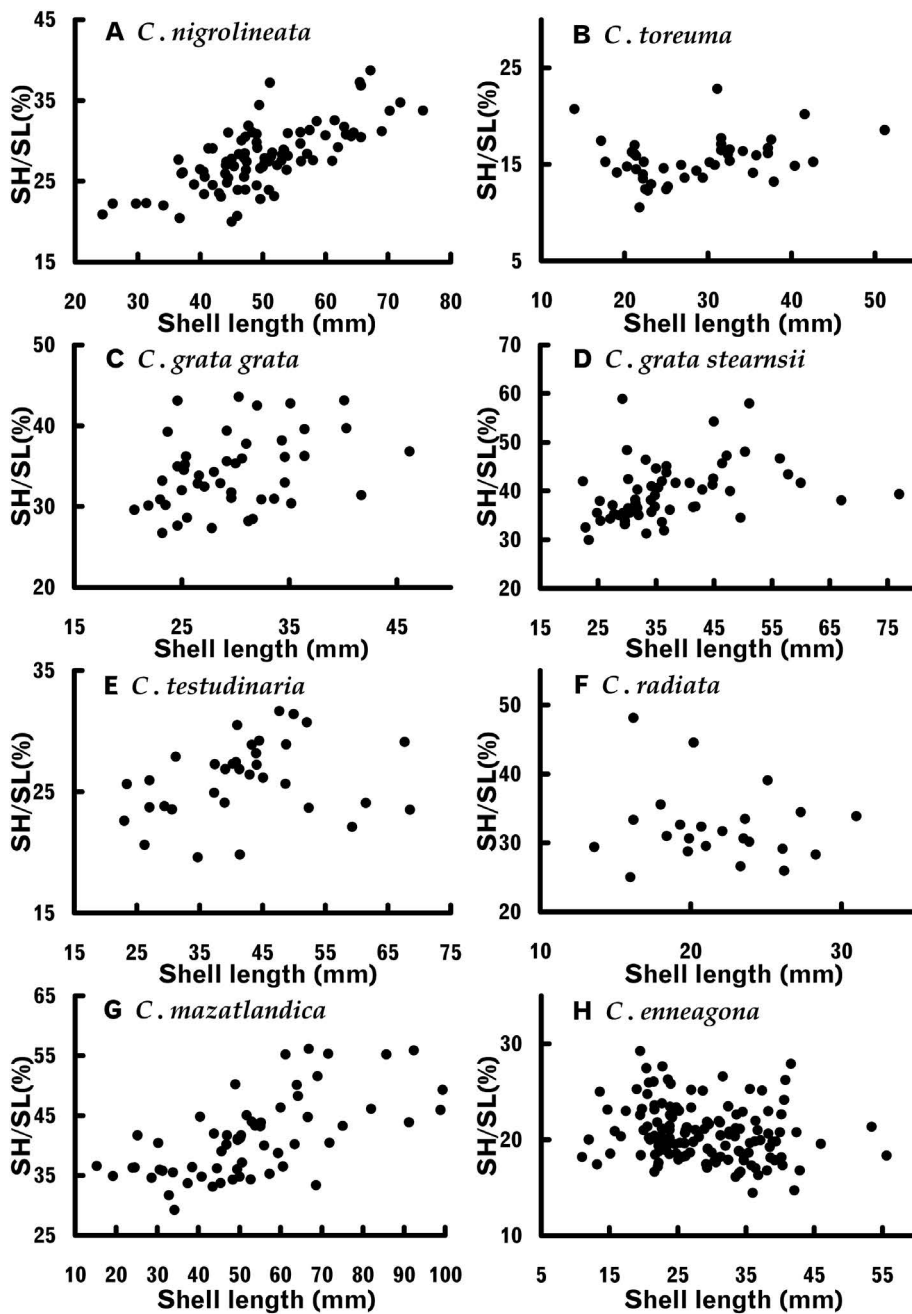 A C. nigrolineata
SH/SL(%)
45
35
25
15
20 30 40 50 60 70 80
Shell length (mm)
B C. toreuma
SH/SL(%)
25
15
5
10 20 30 40 50
Shell length (mm)
C C. grata grata
SH/SL(%)
50
40
30
20
15 25 35 45
Shell length (mm)
D C. grata stearnsii
SH/SL(%)
70
60
50
40
30
20
15 25 35 45 55 65 75
Shell length (mm)
E C. testudinaria
SH/SL(%)
35
25
15
15 25 35 45 55 65 75
Shell length (mm)
F C. radiata
SH/SL(%)
50
40
30
20
10 20 30
Shell length (mm)
G C. mazatlandica
SH/SL(%)
65
55
45
35
25
10 20 30 40 50 60 70 80 90 100
Shell length (mm)
H C. enneagona
SH/SL(%)
30
20
10
5 15 25 35 45 55
Shell length (mm)